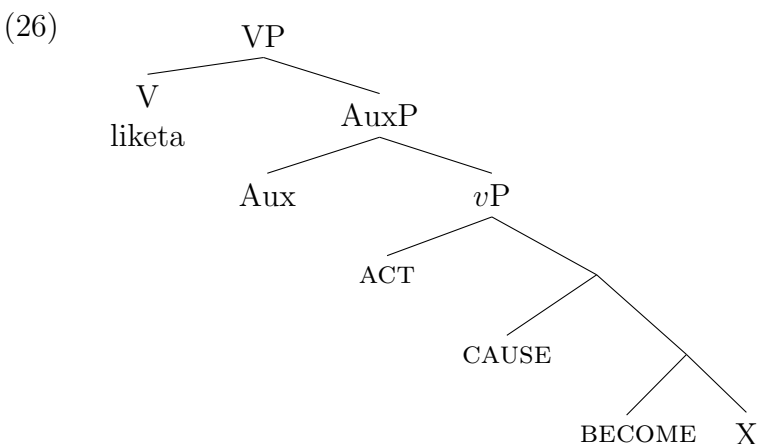 (26)
VP
V
AuxP
liketa
Aux
vP
ACT
CAUSE
BECOME
X